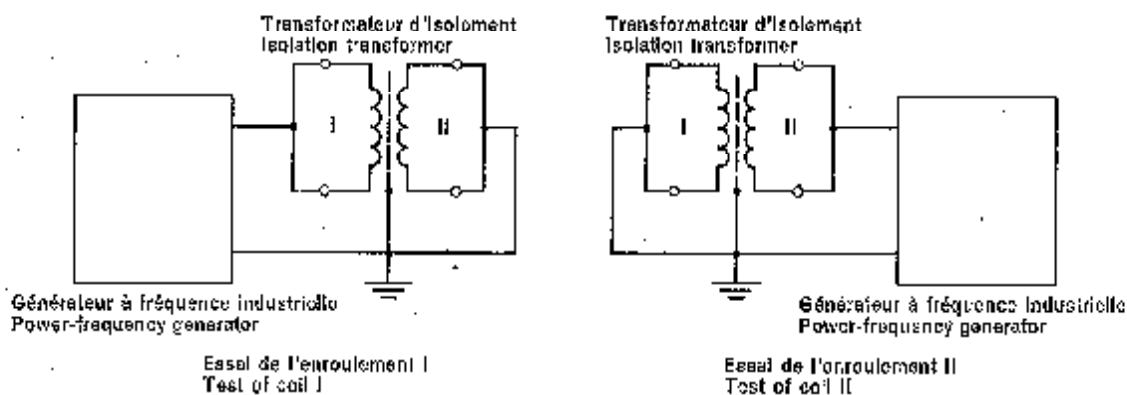 Transformateur d'Isolement
Isolation transformer
I
II
Générateur à fréquence industrielle
Power-frequency generator
Essai de l'enroulement I
Test of coil I
Transformateur d'Isolement
Isolation transformer
I
II
Générateur à fréquence industrielle
Power-frequency generator
Essai de l'enroulement II
Test of coil II